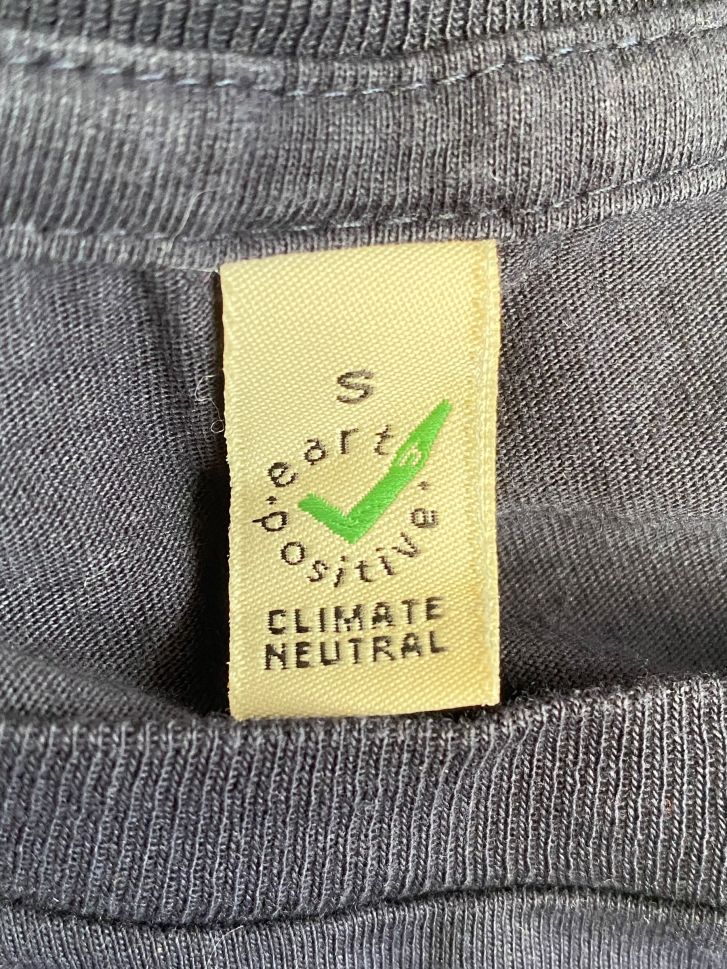 S
earth
positive
CLIMATE
NEUTRAL